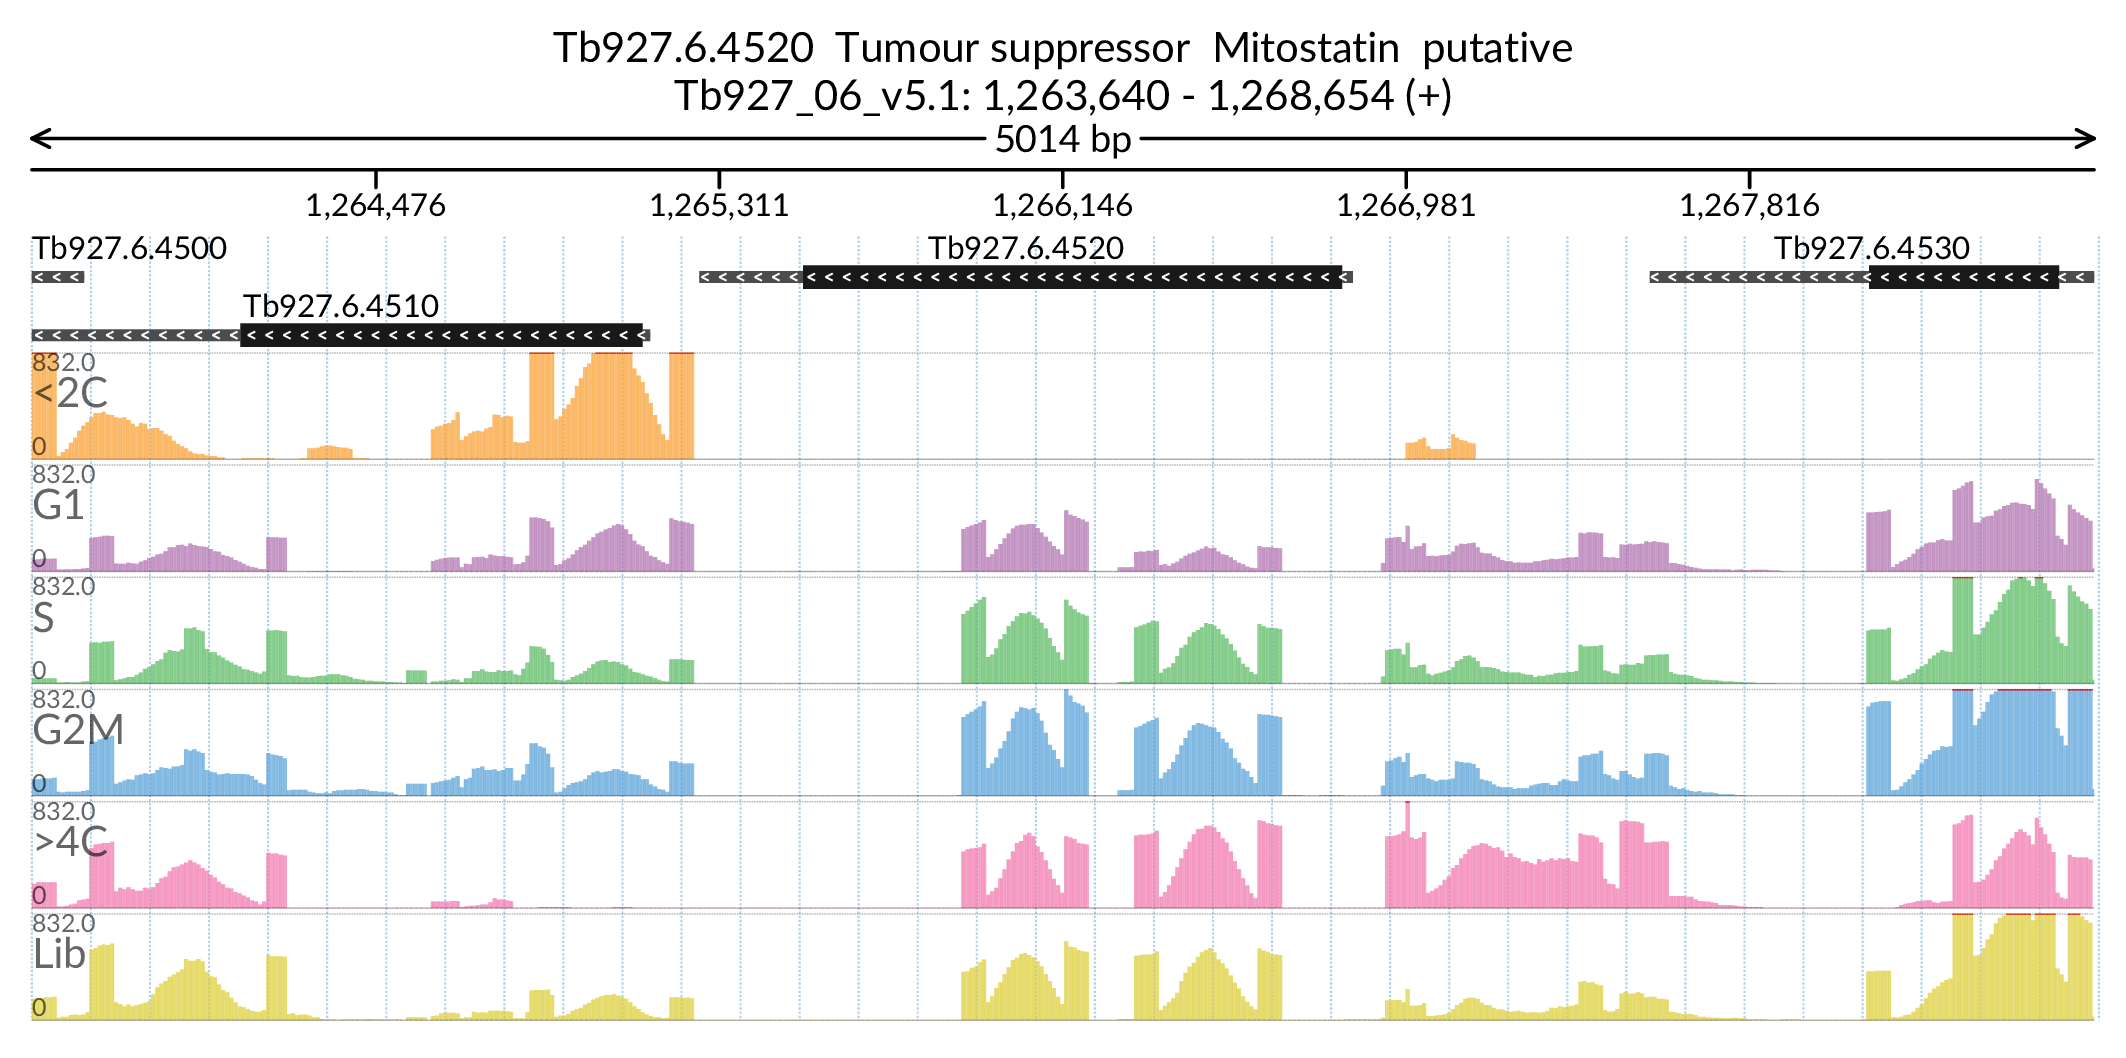 Tb927.6.4520 Tumour suppressor Mitostatin putative
Tb927_06_v5.1: 1,263,640 - 1,268,654 (+)
5014 bp
1,264,476 1,265,311 1,266,146 1,266,981 1,267,816
Tb927.6.4500 Tb927.6.4520 Tb927.6.4530
Tb927.6.4510
832.0
<2C
0
832.0
G1
0
832.0
S
0
832.0
G2M
0
832.0
>4C
0
832.0
Lib
0